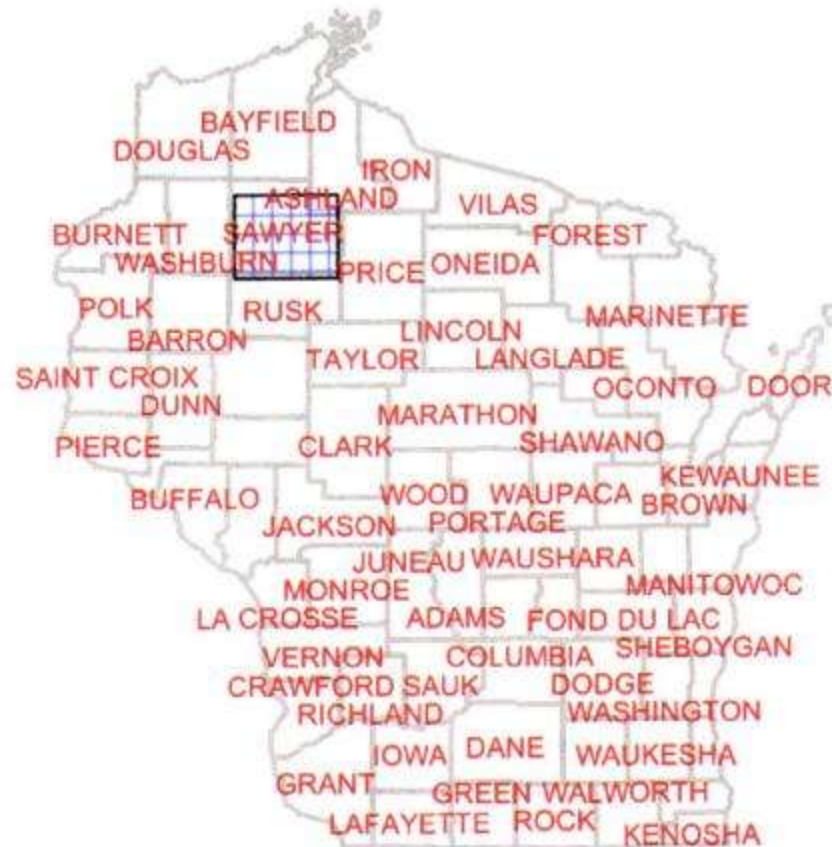 BAYFIELD
DOUGLAS
IRON
ASHLAND
VILAS
BURNETT
SAWYER
FOREST
WASHBURN
PRICE
ONEIDA
POLK
RUSK
MARINETTE
BARRON
LINCOLN
TAYLOR
LANGLADE
SAINT CROIX
OCONTO
DOOR
DUNN
MARATHON
PIERCE
CLARK
SHAWANO
KEWAUNEE
BUFFALO
WOOD
WAUPACA
BROWN
JACKSON
PORTAGE
JUNEAU
WAUSHARA
MONROE
MANITOWOC
LA CROSSE
ADAMS
FOND DU LAC
SHEBOYGAN
VERNON
COLUMBIA
CRAWFORD
SAUK
DODGE
RICHLAND
WASHINGTON
IOWA
DANE
WAUKESHA
GRANT
GREEN
WALWORTH
LAFAYETTE
ROCK
KENOSHA